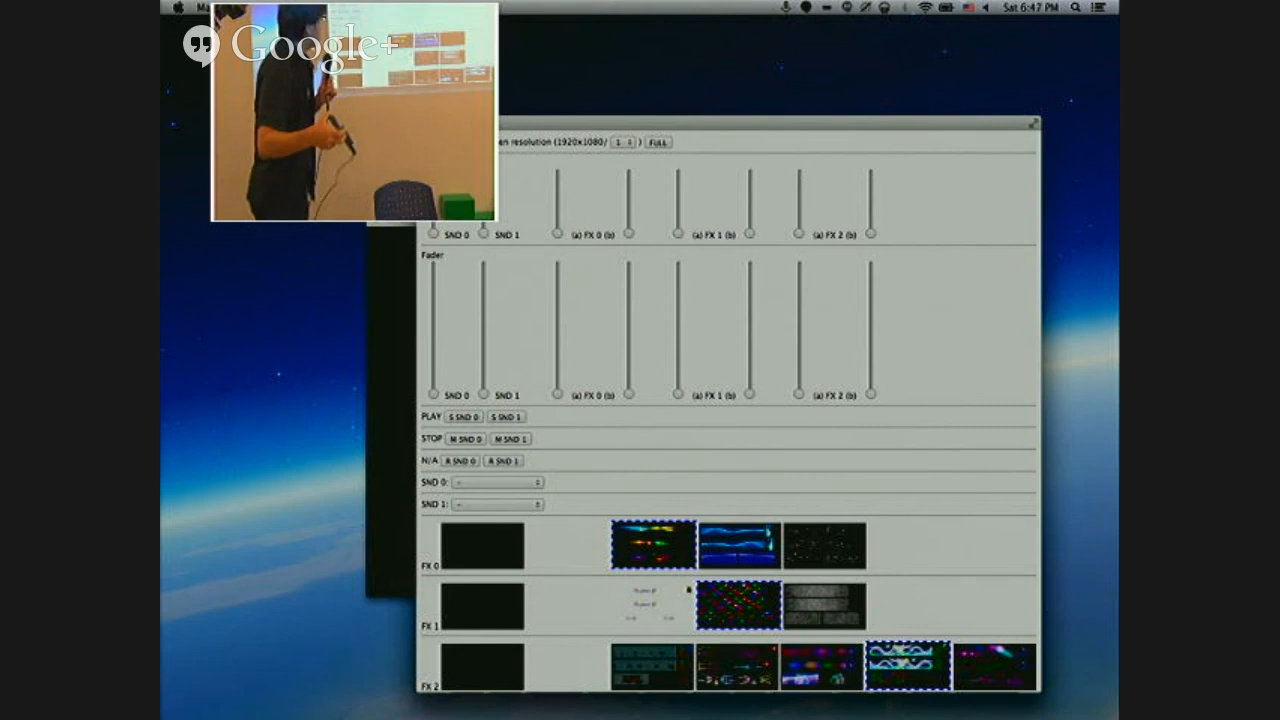 Ma
Sat 6:47 PM
Google+
en resolution (1920x1080/ 1 ) FULL
SND 0 SND 1 (a) FX 0 (b) (a) FX 1 (b) (a) FX 2 (b)
Fader
SND 0 SND 1 (a) FX 0 (b) (a) FX 1 (b) (a) FX 2 (b)
PLAY S SND 0 S SND 1
STOP M SND 0 M SND 1
N/A R SND 0 R SND 1
SND 0: -
SND 1: -
FX 0
FX 1
FX 2